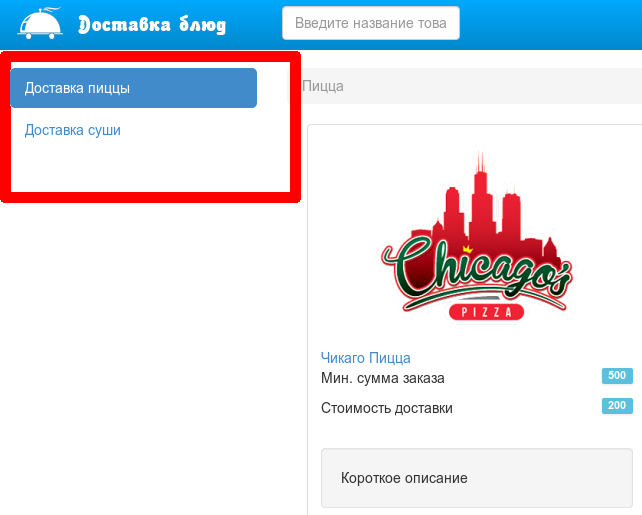 Доставка блюд
Введите название това
Доставка пиццы
Доставка суши
Пицца
Chicago's
PIZZA
Чикаго Пицца
Мин. сумма заказа 500
Стоимость доставки 200
Короткое описание